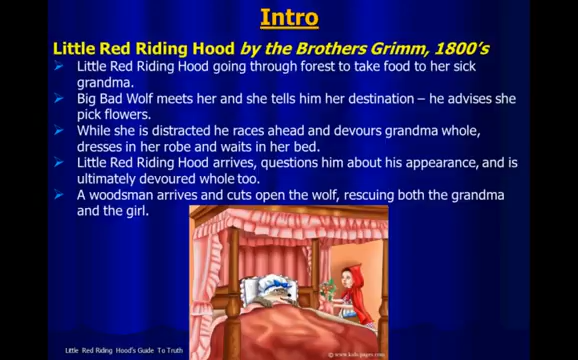 Intro
Little Red Riding Hood by the Brothers Grimm, 1800's
Little Red Riding Hood going through forest to take food to her sick
grandma.
Big Bad Wolf meets her and she tells him her destination – he advises she
pick flowers.
While she is distracted he races ahead and devours grandma whole,
dresses in her robe and waits in her bed.
Little Red Riding Hood arrives, questions him about his appearance, and is
ultimately devoured whole too.
A woodsman arrives and cuts open the wolf, rescuing both the grandma
and the girl.
Little Red Riding Hood's Guide To Truth
© www.kids-pages.com